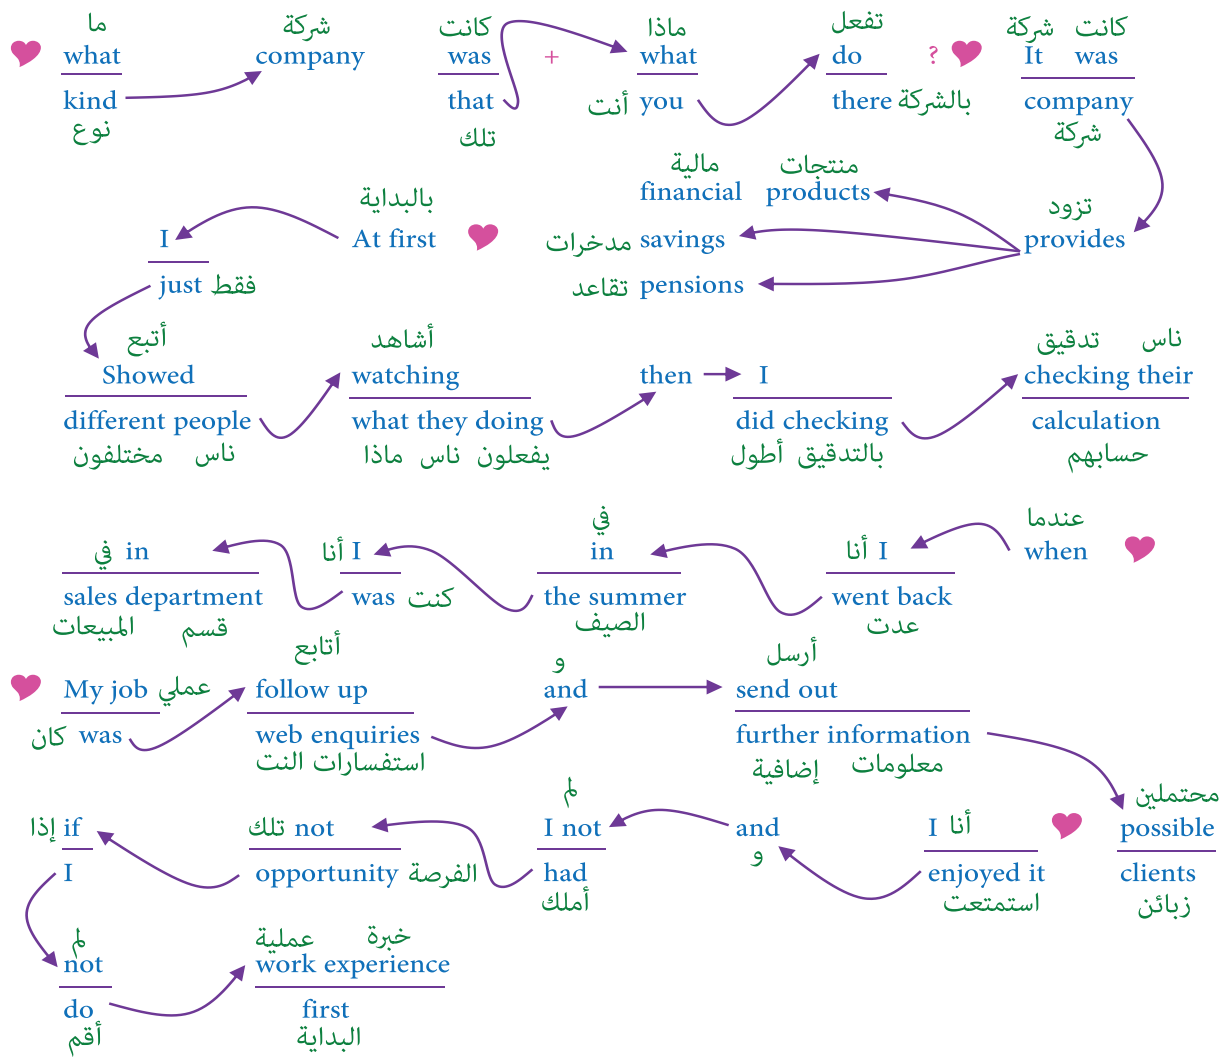 ما شركة كانت ماذا تفعل شركة كانت
what company was + what do ? It was
kind that you أنت there بالشركة company
نوع تلك شركة
مالية منتجات
financial products
بالبداية تزود
I At first savings مدخرات provides
just فقط pensions تقاعد
أتبع أشاهد تدقيق ناس
Showed watching then I checking their
different people what they doing did checking calculation
ناس مختلفون يفعلون ناس ماذا بالتدقيق أطول حسابهم
في عندما
في in أنا I in أنا I when
sales department was كنت the summer went back
قسم المبيعات الصيف عدت
أتابع و أرسل
My job عملي follow up and send out
كان was web enquiries further information
استفسارات النت معلومات إضافية
لم محتملين
إذا if تلك not I not and I أنا possible
I opportunity الفرصة had و enjoyed it clients
أملك استمتعت زبائن
لم خبرة عملية
not work experience
do first
أقم البداية